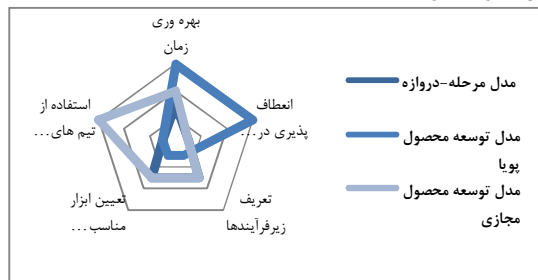 بهره وری
زمان
انعطاف
پذیری در...
تعریف
زیرفرآیندها
تعیین ابزار
مناسب ...
استفاده از
تیم های...
مدل مرحله-دروازه
مدل توسعه محصول
پویا
مدل توسعه محصول
مجازی